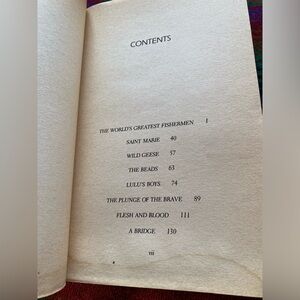 CONTENTS
THE WORLD'S GREATEST FISHERMEN 1
SAINT MARIE 40
WILD GEESE 57
THE BEADS 63
LULU'S BOYS 74
THE PLUNGE OF THE BRAVE 89
FLESH AND BLOOD 111
A BRIDGE 130
vii